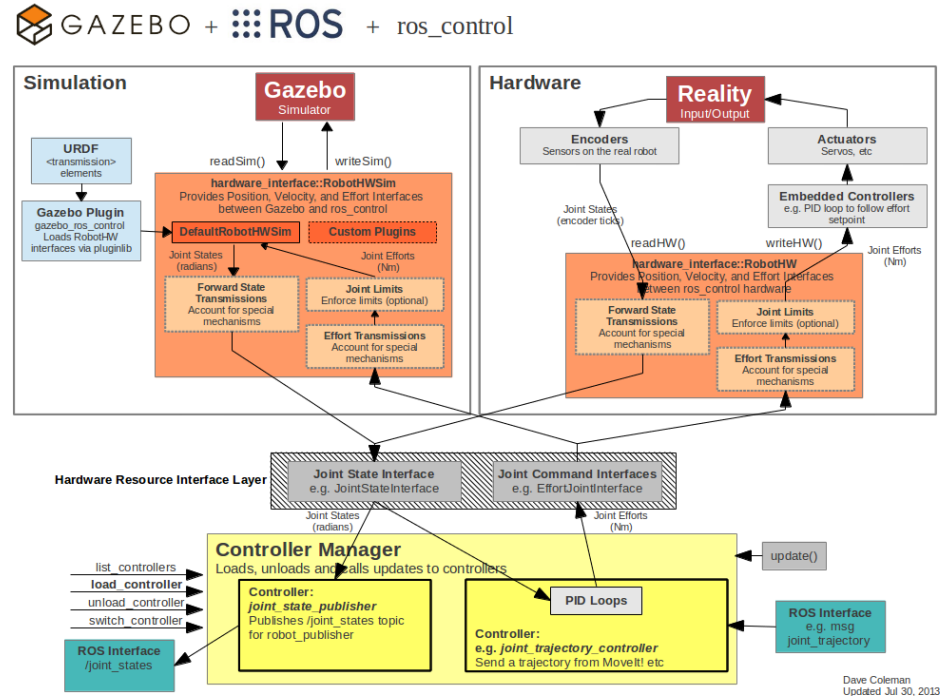 GAZEBO + ROS + ros_control
Simulation
Hardware
Gazebo
Simulator
Reality
Input/Output
URDF
<transmission>
elements
readSim()
writeSim()
Encoders
Sensors on the real robot
Actuators
Servos, etc
Gazebo Plugin
gazebo_ros_control
Loads RobotHW
interfaces via pluginlib
hardware_interface::RobotHWSim
Provides Position, Velocity, and Effort Interfaces
between Gazebo and ros_control
DefaultRobotHWSim
Custom Plugins
Joint States
(radians)
Joint Efforts
(Nm)
Forward State
Transmissions
Account for special
mechanisms
Joint Limits
Enforce limits (optional)
Effort Transmissions
Account for special
mechanisms
Embedded Controllers
e.g. PID loop to follow effort
setpoint
Joint States
(encoder ticks)
readHW()
writeHW()
Joint Efforts
(Nm)
hardware_interface::RobotHW
Provides Position, Velocity, and Effort Interfaces
between ros_control hardware
Forward State
Transmissions
Account for special
mechanisms
Joint Limits
Enforce limits (optional)
Effort Transmissions
Account for special
mechanisms
Hardware Resource Interface Layer
Joint State Interface
e.g. JointStateInterface
Joint Command Interfaces
e.g. EffortJointInterface
Joint States
(radians)
Joint Efforts
(Nm)
Controller Manager
Loads, unloads and calls updates to controllers
update()
list_controllers
load_controller
unload_controller
switch_controller
Controller:
joint_state_publisher
Publishes /joint_states topic
for robot_publisher
PID Loops
Controller:
e.g. joint_trajectory_controller
Send a trajectory from MoveIt! etc
ROS Interface
e.g. msg
joint_trajectory
ROS Interface
/joint_states
Dave Coleman
Updated Jul 30, 2013